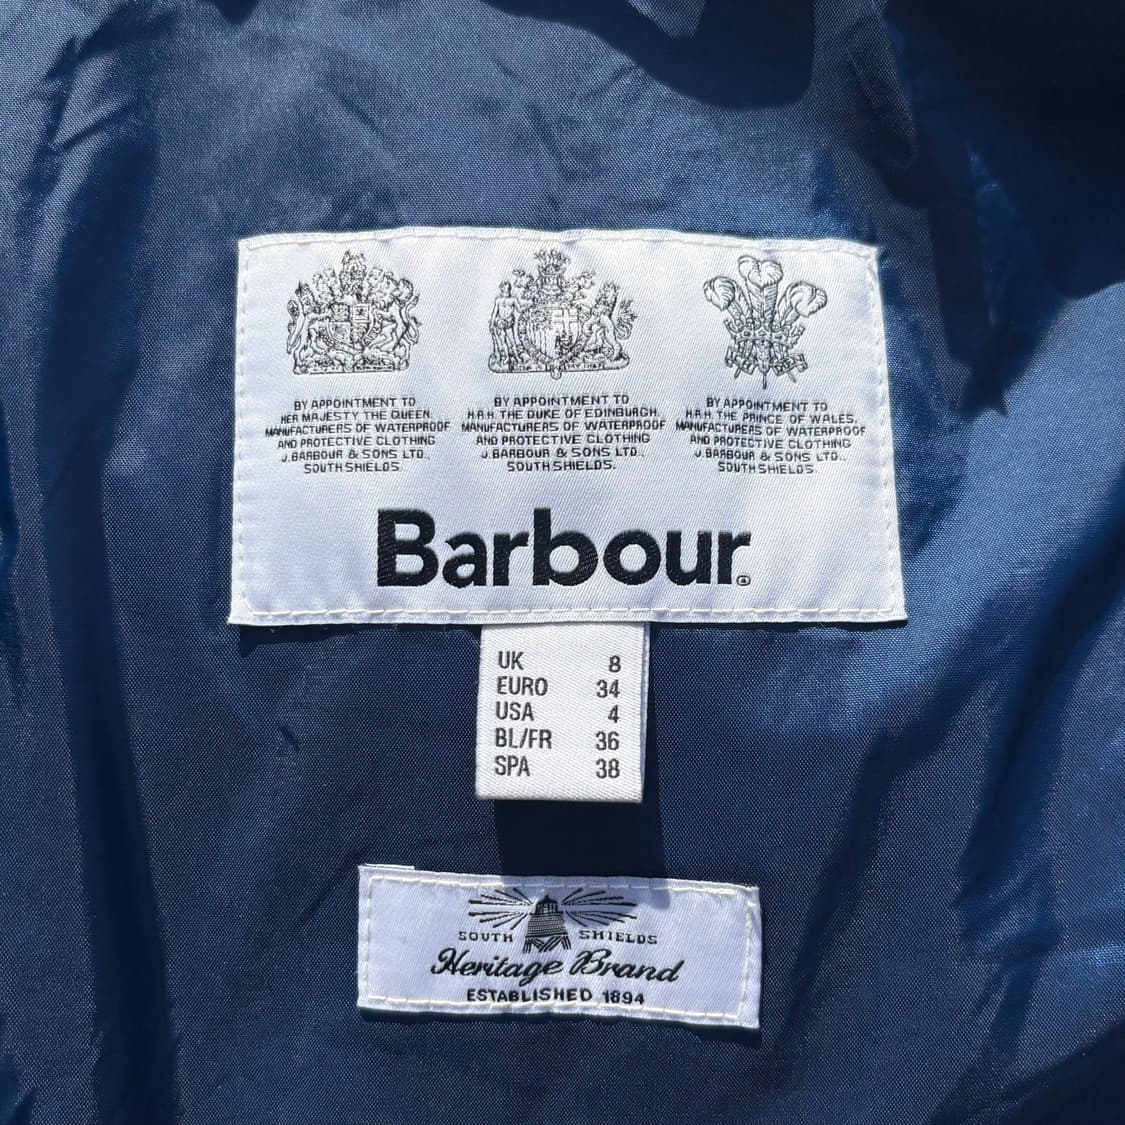 BY APPOINTMENT TO
HER MAJESTY THE QUEEN
MANUFACTURERS OF WATERPROOF
AND PROTECTIVE CLOTHING
J. BARBOUR & SONS LTD.,
SOUTH SHIELDS.
BY APPOINTMENT TO
H.R.H. THE DUKE OF EDINBURGH.
MANUFACTURERS OF WATERPROOF
AND PROTECTIVE CLOTHING
J. BARBOUR & SONS LTD.,
SOUTH SHIELDS.
BY APPOINTMENT TO
H.R.H. THE PRINCE OF WALES.
MANUFACTURERS OF WATERPROOF
AND PROTECTIVE CLOTHING
J. BARBOUR & SONS LTD.,
SOUTH SHIELDS.
Barbour®
UK 8
EURO 34
USA 4
BL/FR 36
SPA 38
SOUTH SHIELDS
Heritage Brand
ESTABLISHED 1894